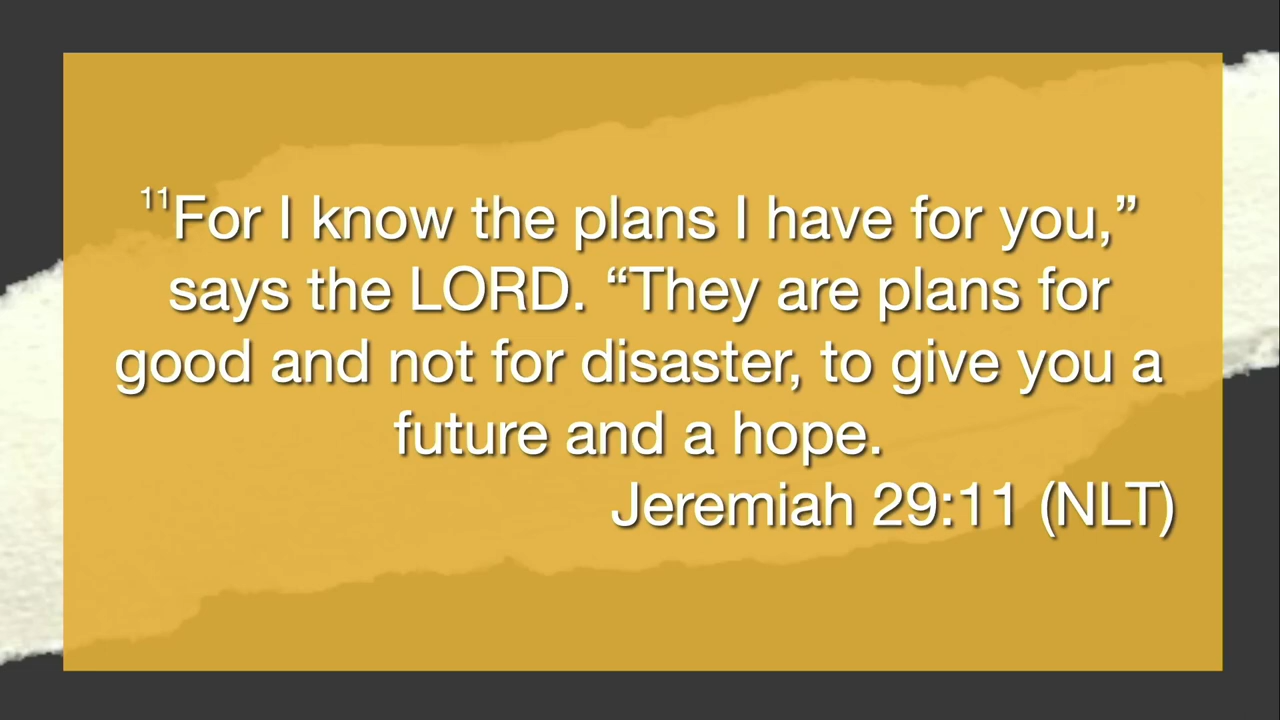 ¹¹For I know the plans I have for you,”
says the LORD. “They are plans for
good and not for disaster, to give you a
future and a hope.
Jeremiah 29:11 (NLT)